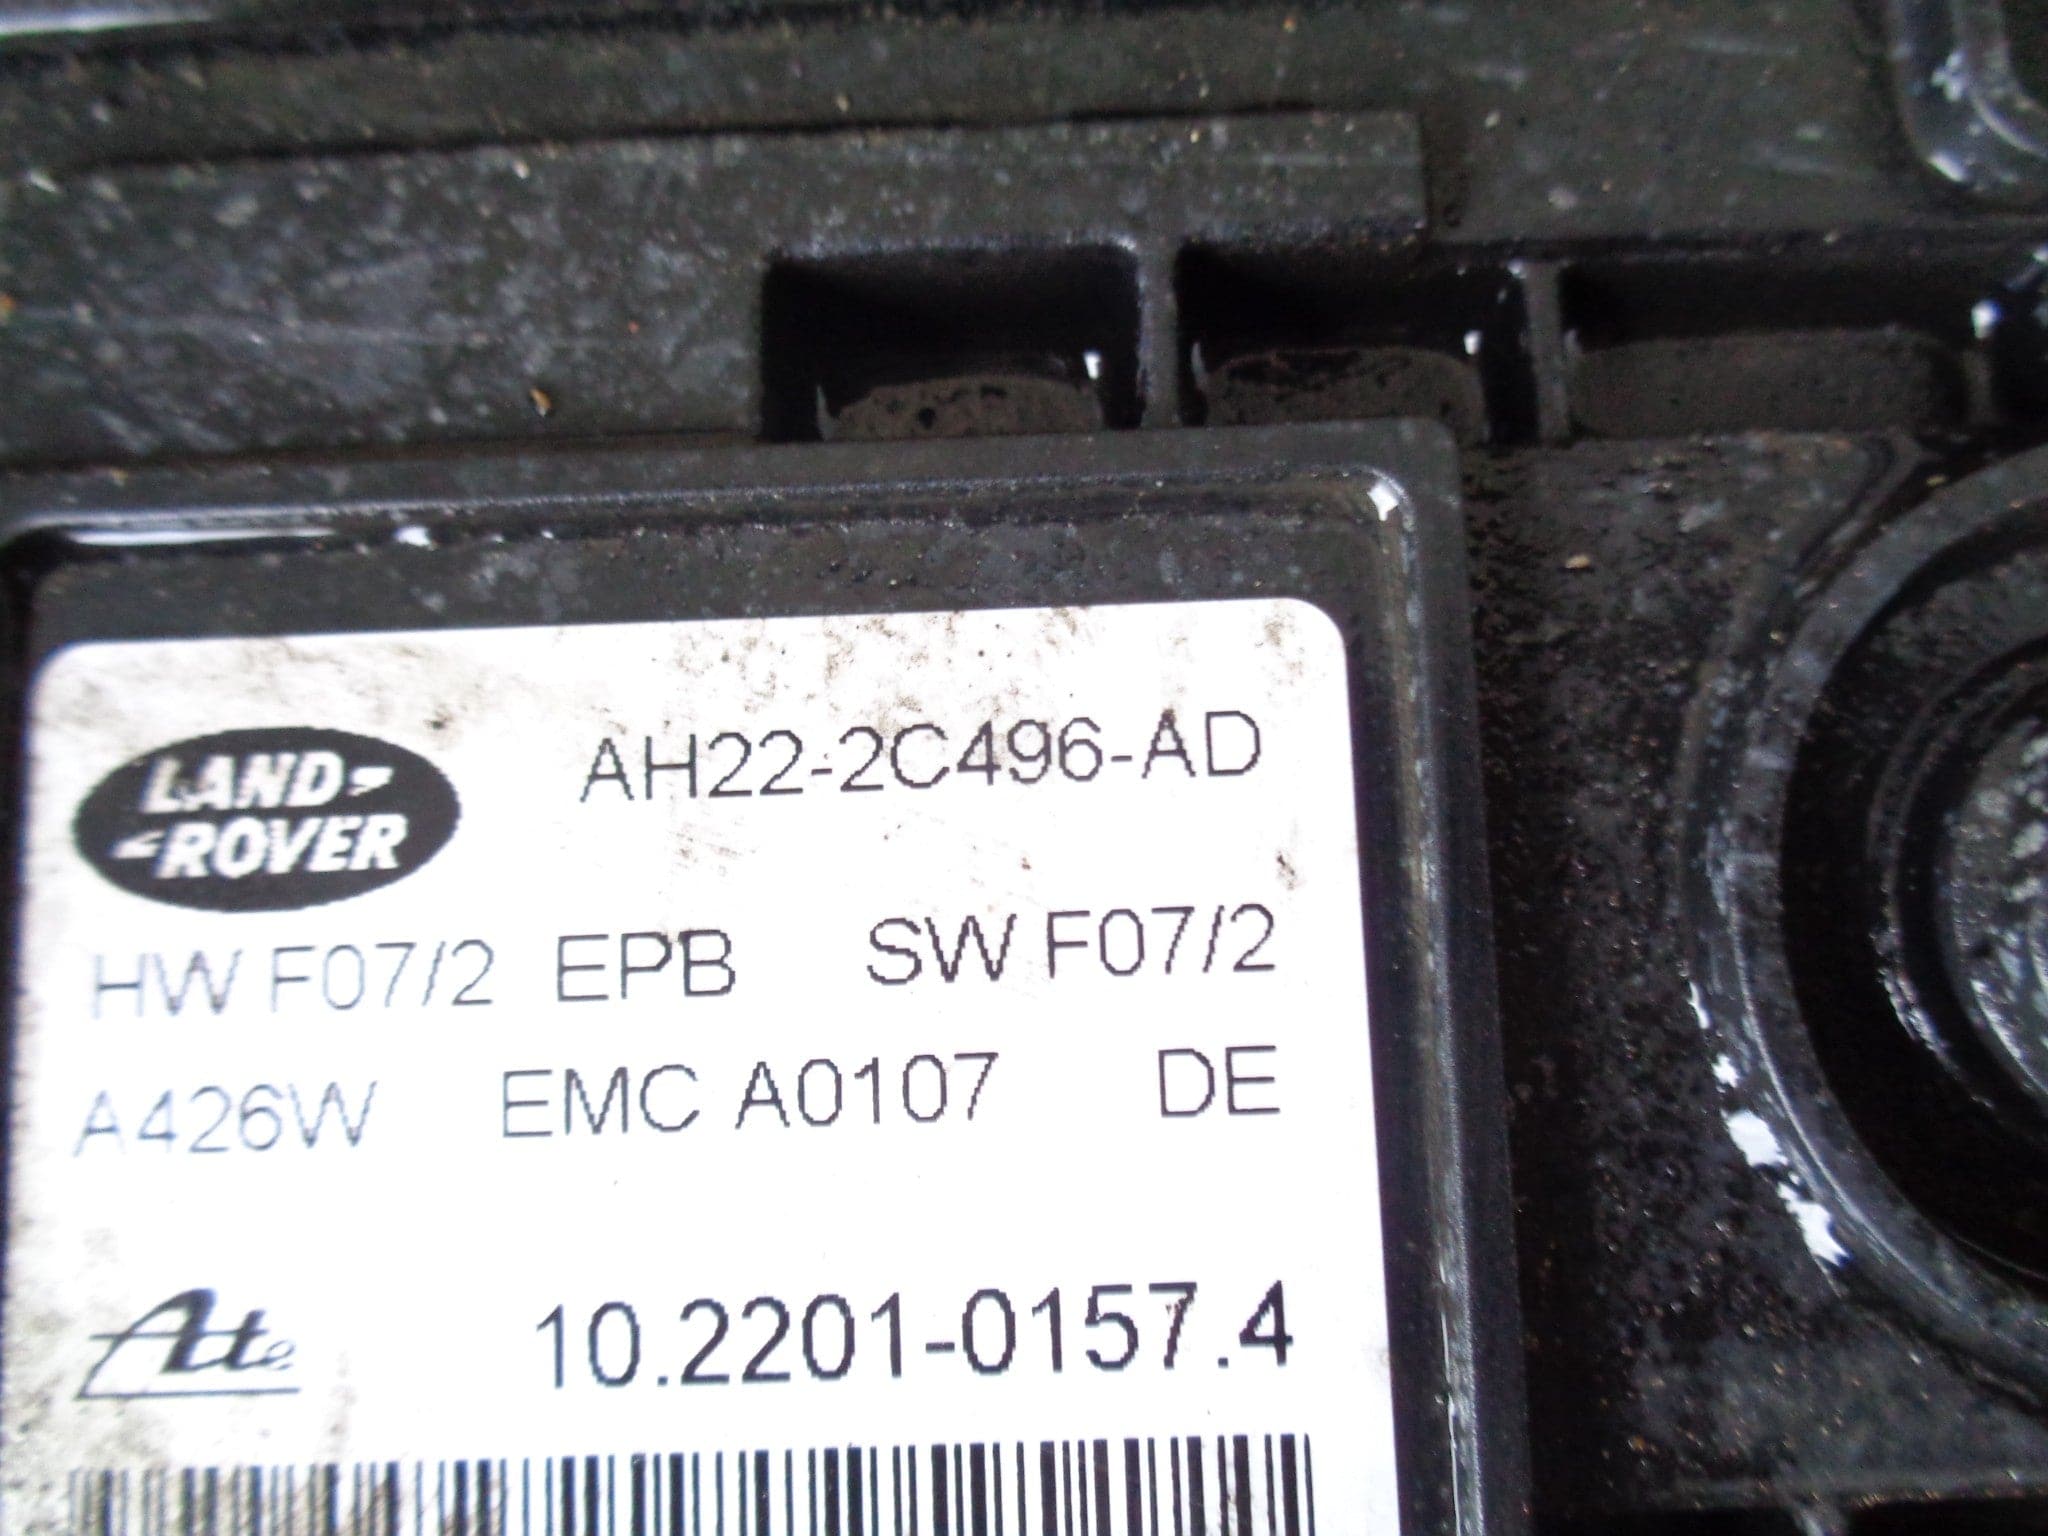 LAND-
-ROVER
AH22-2C496-AD
HW F07/2 EPB SW F07/2
A426W EMC A0107 DE
Ate 10.2201-0157.4